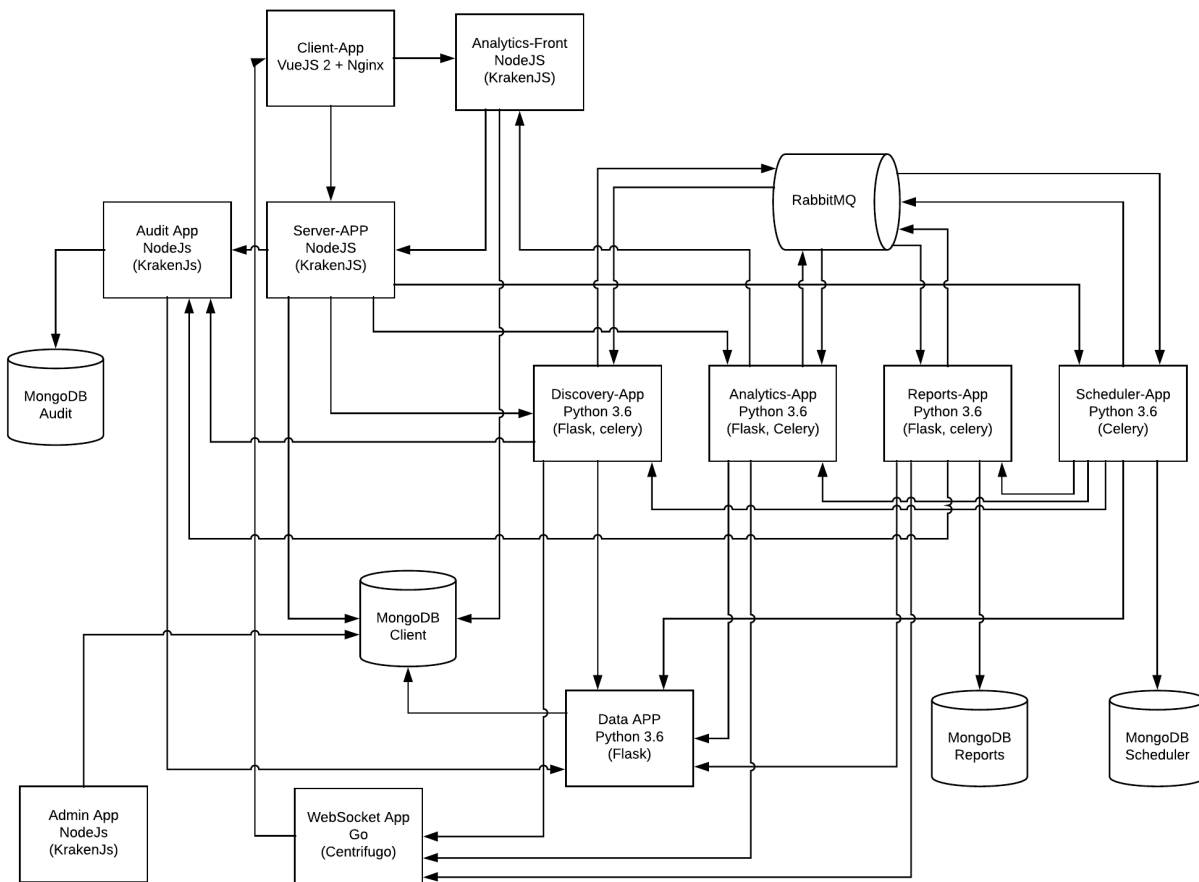 Client-App
VueJS 2 + Nginx
Analytics-Front
NodeJS
(KrakenJS)
RabbitMQ
Audit App
NodeJs
(KrakenJs)
Server-APP
NodeJS
(KrakenJS)
MongoDB
Audit
Discovery-App
Python 3.6
(Flask, celery)
Analytics-App
Python 3.6
(Flask, Celery)
Reports-App
Python 3.6
(Flask, celery)
Scheduler-App
Python 3.6
(Celery)
MongoDB
Client
Data APP
Python 3.6
(Flask)
MongoDB
Reports
MongoDB
Scheduler
Admin App
NodeJs
(KrakenJs)
WebSocket App
Go
(Centrifugo)